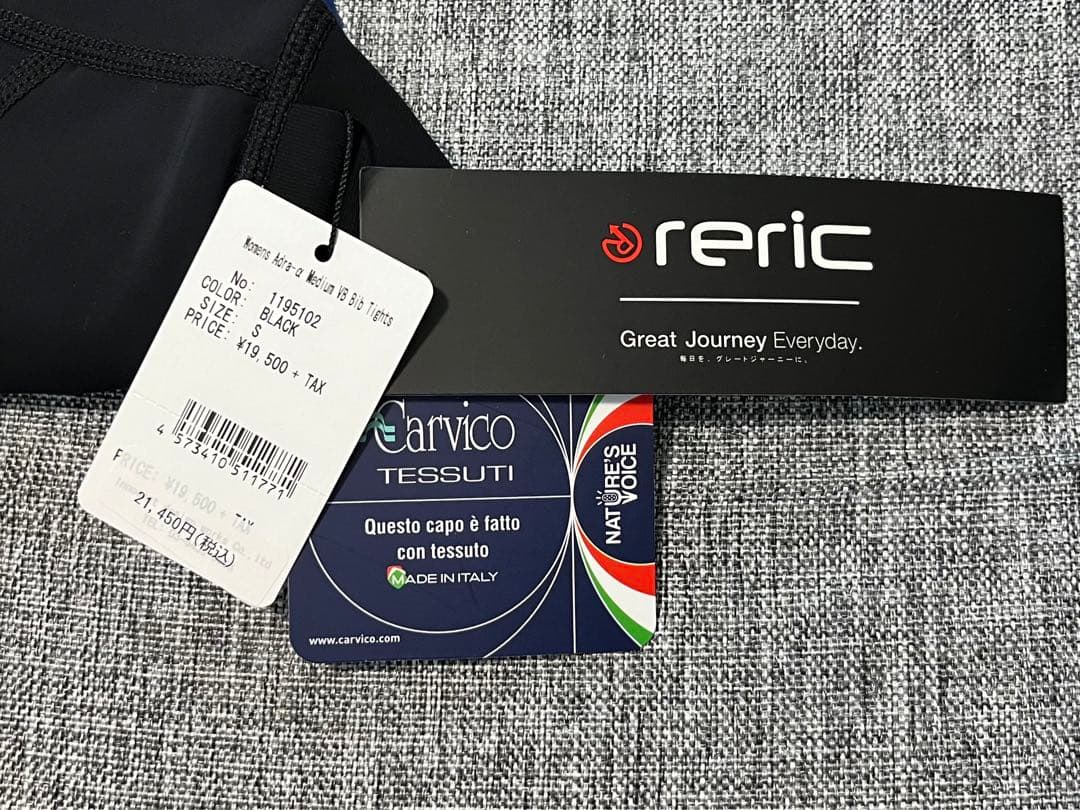 Womens Adra-α Medium VB Bib Tights
No: 1195102
COLOR: BLACK
SIZE: S
PRICE: ¥19,500 + TAX
4 573410 511771
PRICE: ¥19,500 + TAX
21,450円(税込)
reric
Great Journey Everyday.
毎日を、グレートジャーニーに。
Carvico
TESSUTI
Questo capo è fatto
con tessuto
MADE IN ITALY
www.carvico.com
NATURE'S
VOICE